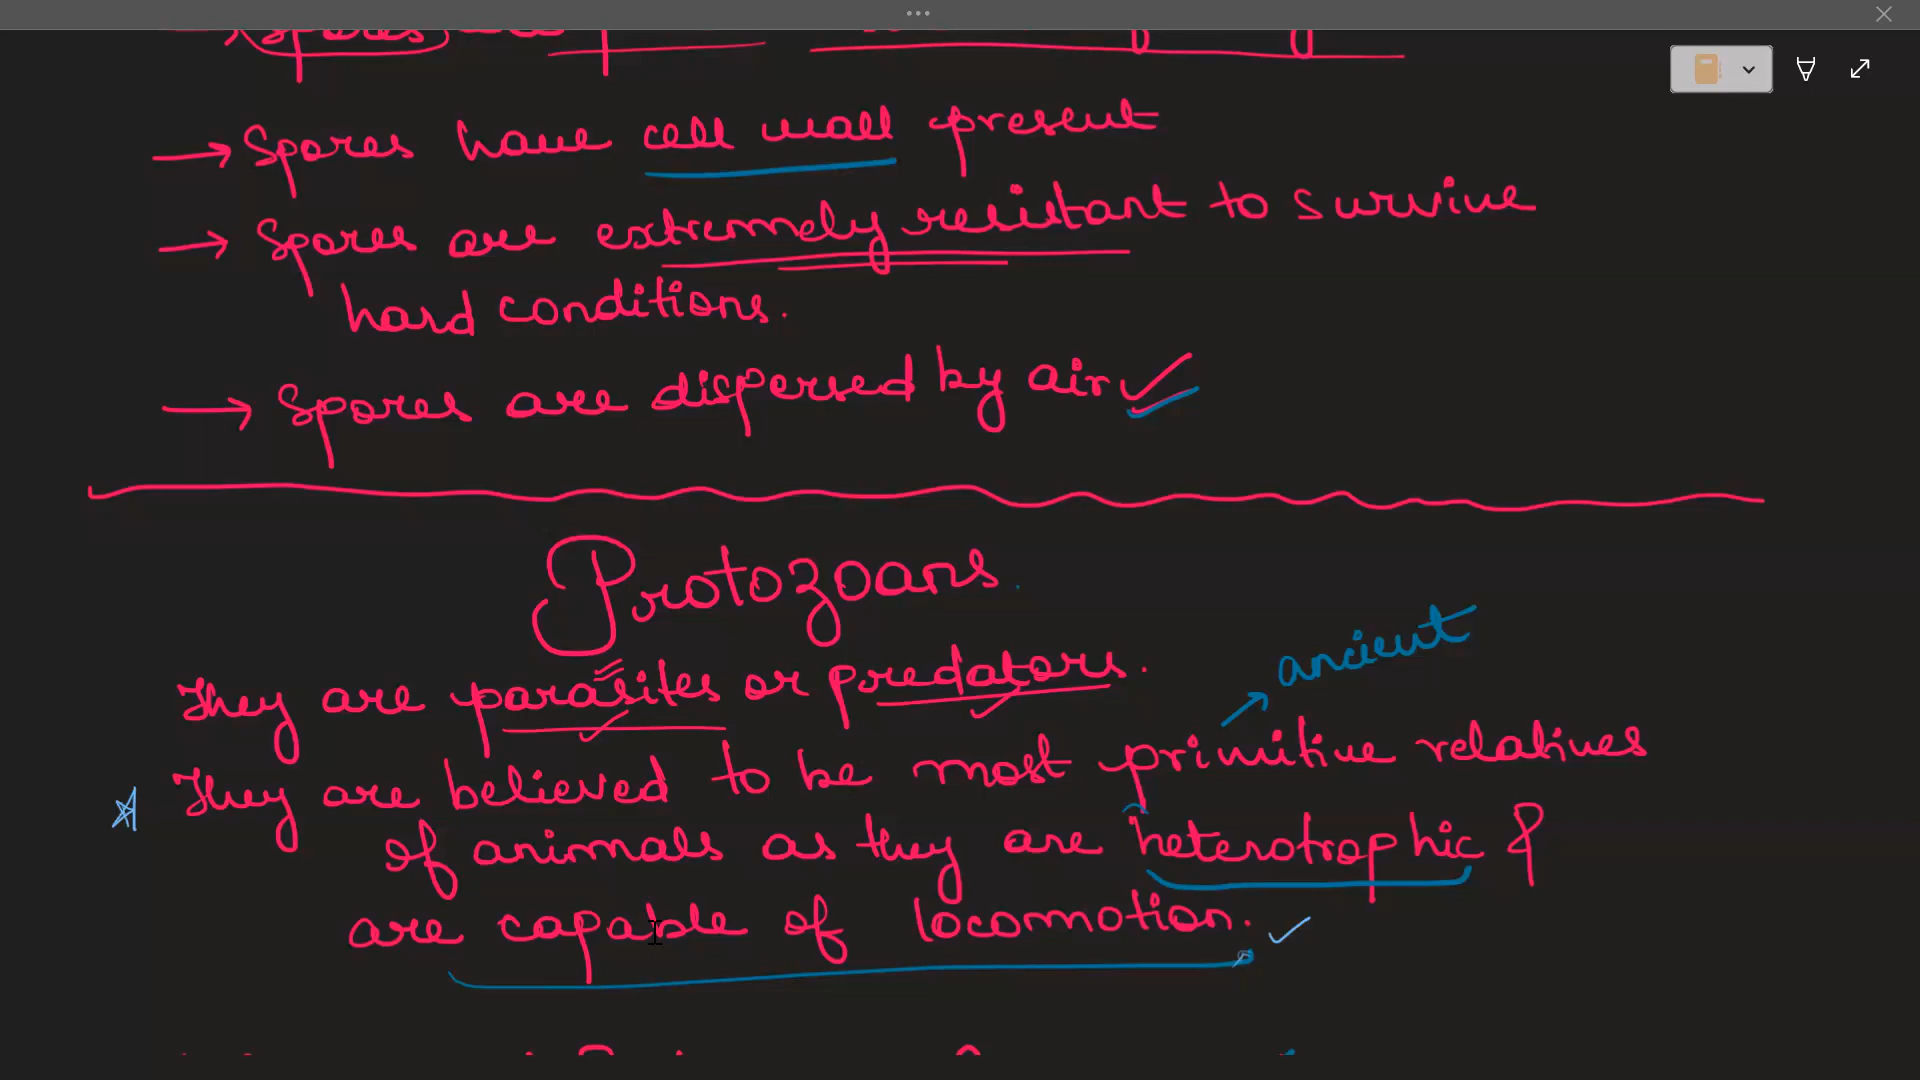 → Spores have cell wall present
→ Spores are extremely resistant to survive
hard conditions.
→ Spores are dispersed by air
Protozoans
They are parasites or predators.
ancient
They are believed to be most primitive relatives
of animals as they are heterotrophic &
are capable of locomotion.